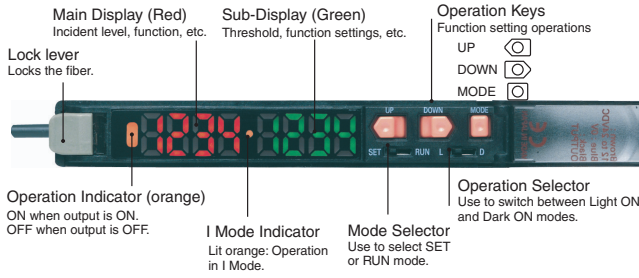 Main Display (Red)
Incident level, function, etc.
Sub-Display (Green)
Threshold, function settings, etc.
Operation Keys
Function setting operations
UP
DOWN
MODE
Lock lever
Locks the fiber.
1234
1234
UP
DOWN
MODE
SET
RUN
L
D
Operation Indicator (orange)
ON when output is ON.
OFF when output is OFF.
I Mode Indicator
Lit orange: Operation
in I Mode.
Mode Selector
Use to select SET
or RUN mode.
Operation Selector
Use to switch between Light ON
and Dark ON modes.